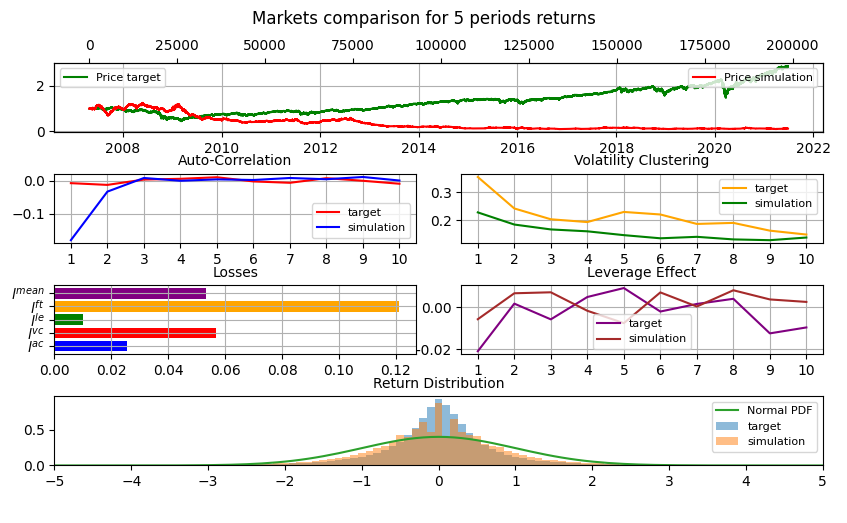 Markets comparison for 5 periods returns
0 25000 50000 75000 100000 125000 150000 175000 200000
Price target
Price simulation
2
0
2008 2010 2012 2014 2016 2018 2020 2022
Auto-Correlation
0.0
−0.1
target
simulation
1 2 3 4 5 6 7 8 9 10
Volatility Clustering
0.3
0.2
target
simulation
1 2 3 4 5 6 7 8 9 10
Losses
l^mean
l^ft
l^le
l^vc
l^ac
0.00 0.02 0.04 0.06 0.08 0.10 0.12
Leverage Effect
0.00
−0.02
target
simulation
1 2 3 4 5 6 7 8 9 10
Return Distribution
0.5
0.0
Normal PDF
target
simulation
−5 −4 −3 −2 −1 0 1 2 3 4 5